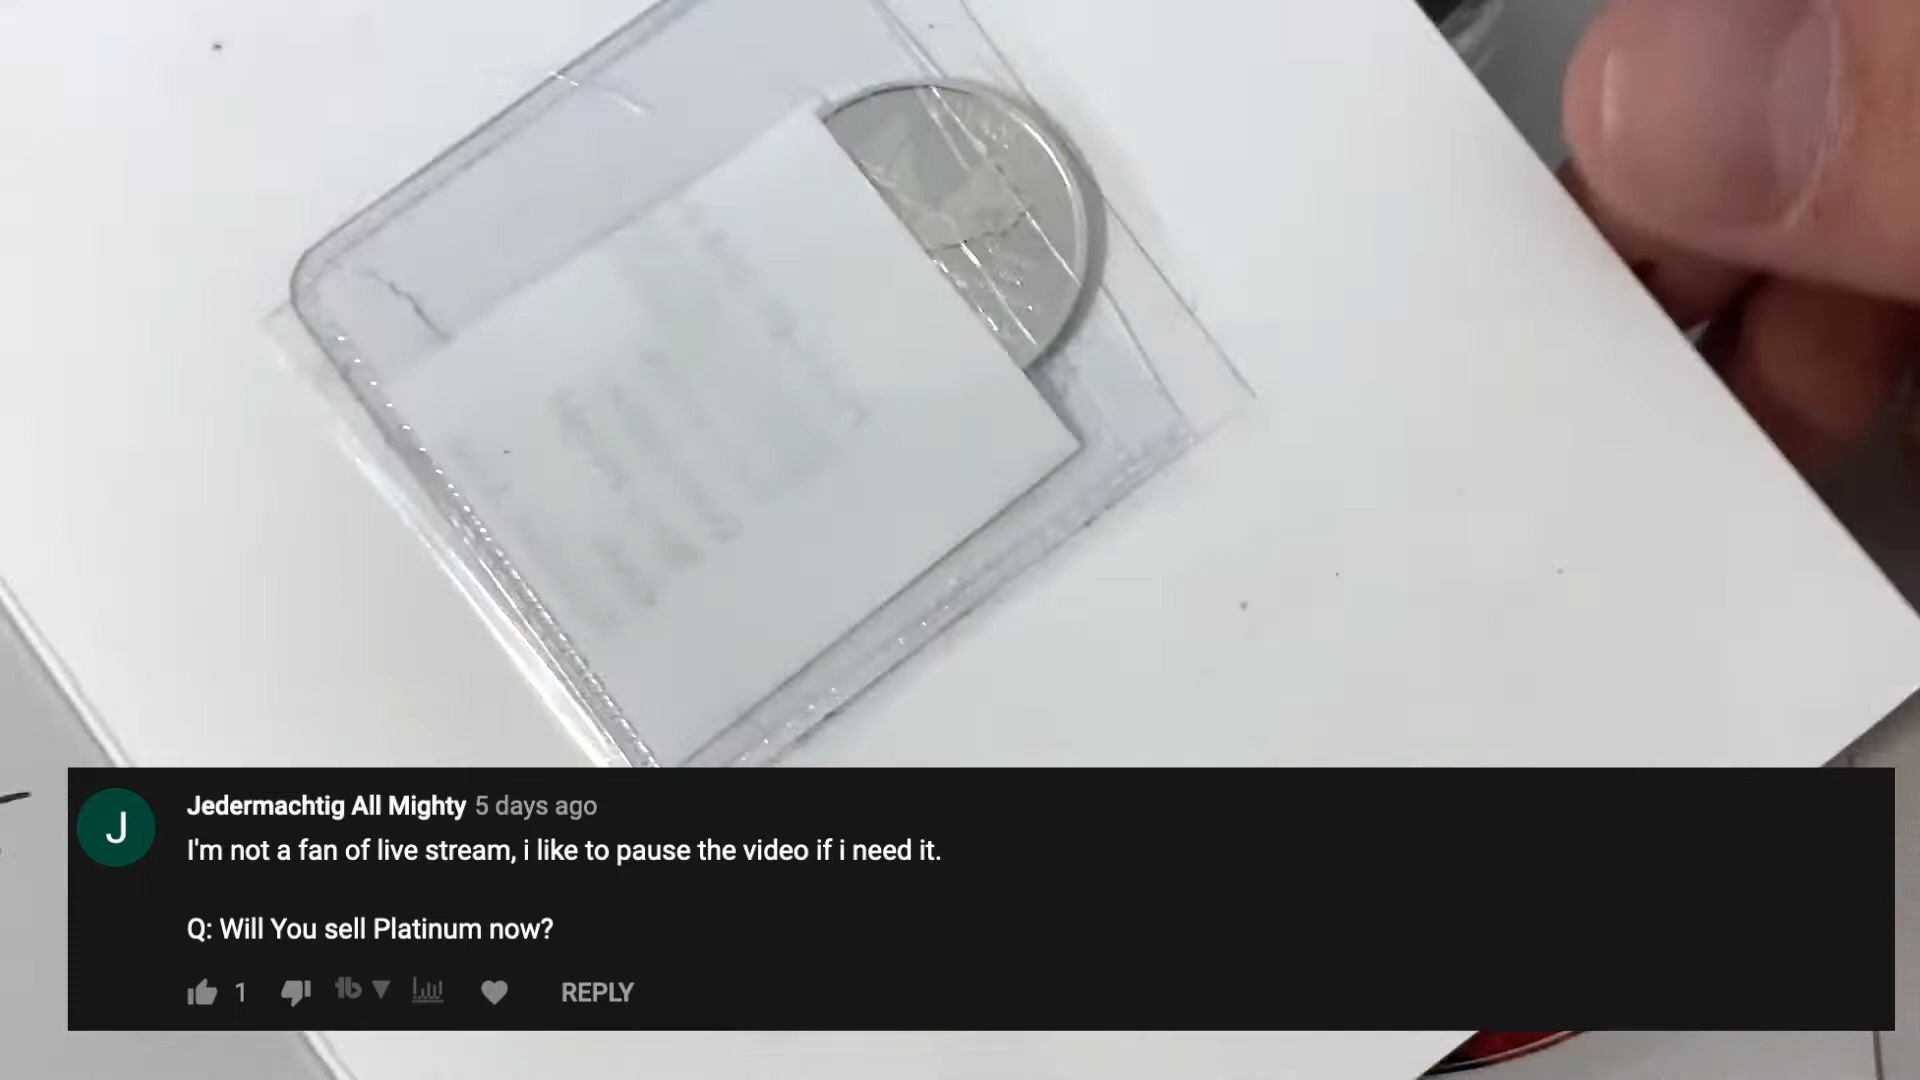 J
Jedermachtig All Mighty 5 days ago
I'm not a fan of live stream, i like to pause the video if i need it.
Q: Will You sell Platinum now?
1 REPLY